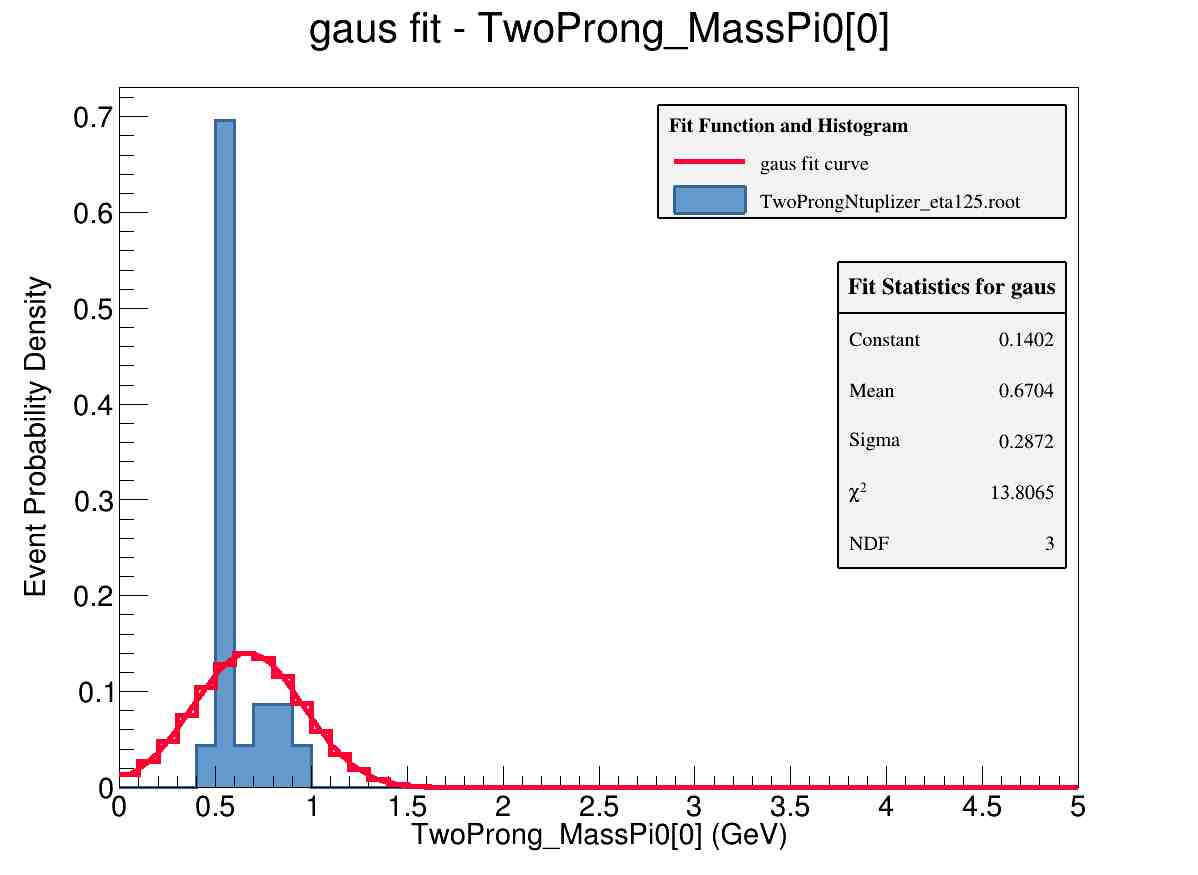 gaus fit - TwoProng_MassPi0[0]
Event Probability Density
0.7
0.6
0.5
0.4
0.3
0.2
0.1
0
Fit Function and Histogram
gaus fit curve
TwoProngNtuplizer_eta125.root
Fit Statistics for gaus
Constant 0.1402
Mean 0.6704
Sigma 0.2872
χ² 13.8065
NDF 3
0 0.5 1 1.5 2 2.5 3 3.5 4 4.5 5
TwoProng_MassPi0[0] (GeV)